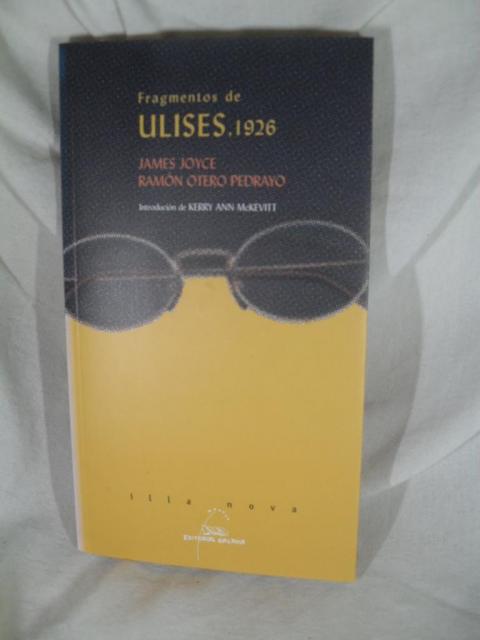 Fragmentos de
ULISES, 1926
JAMES JOYCE
RAMÓN OTERO PEDRAYO
Introdución de KERRY ANN McKEVITT
illa nova
EDITORIAL GALAXIA